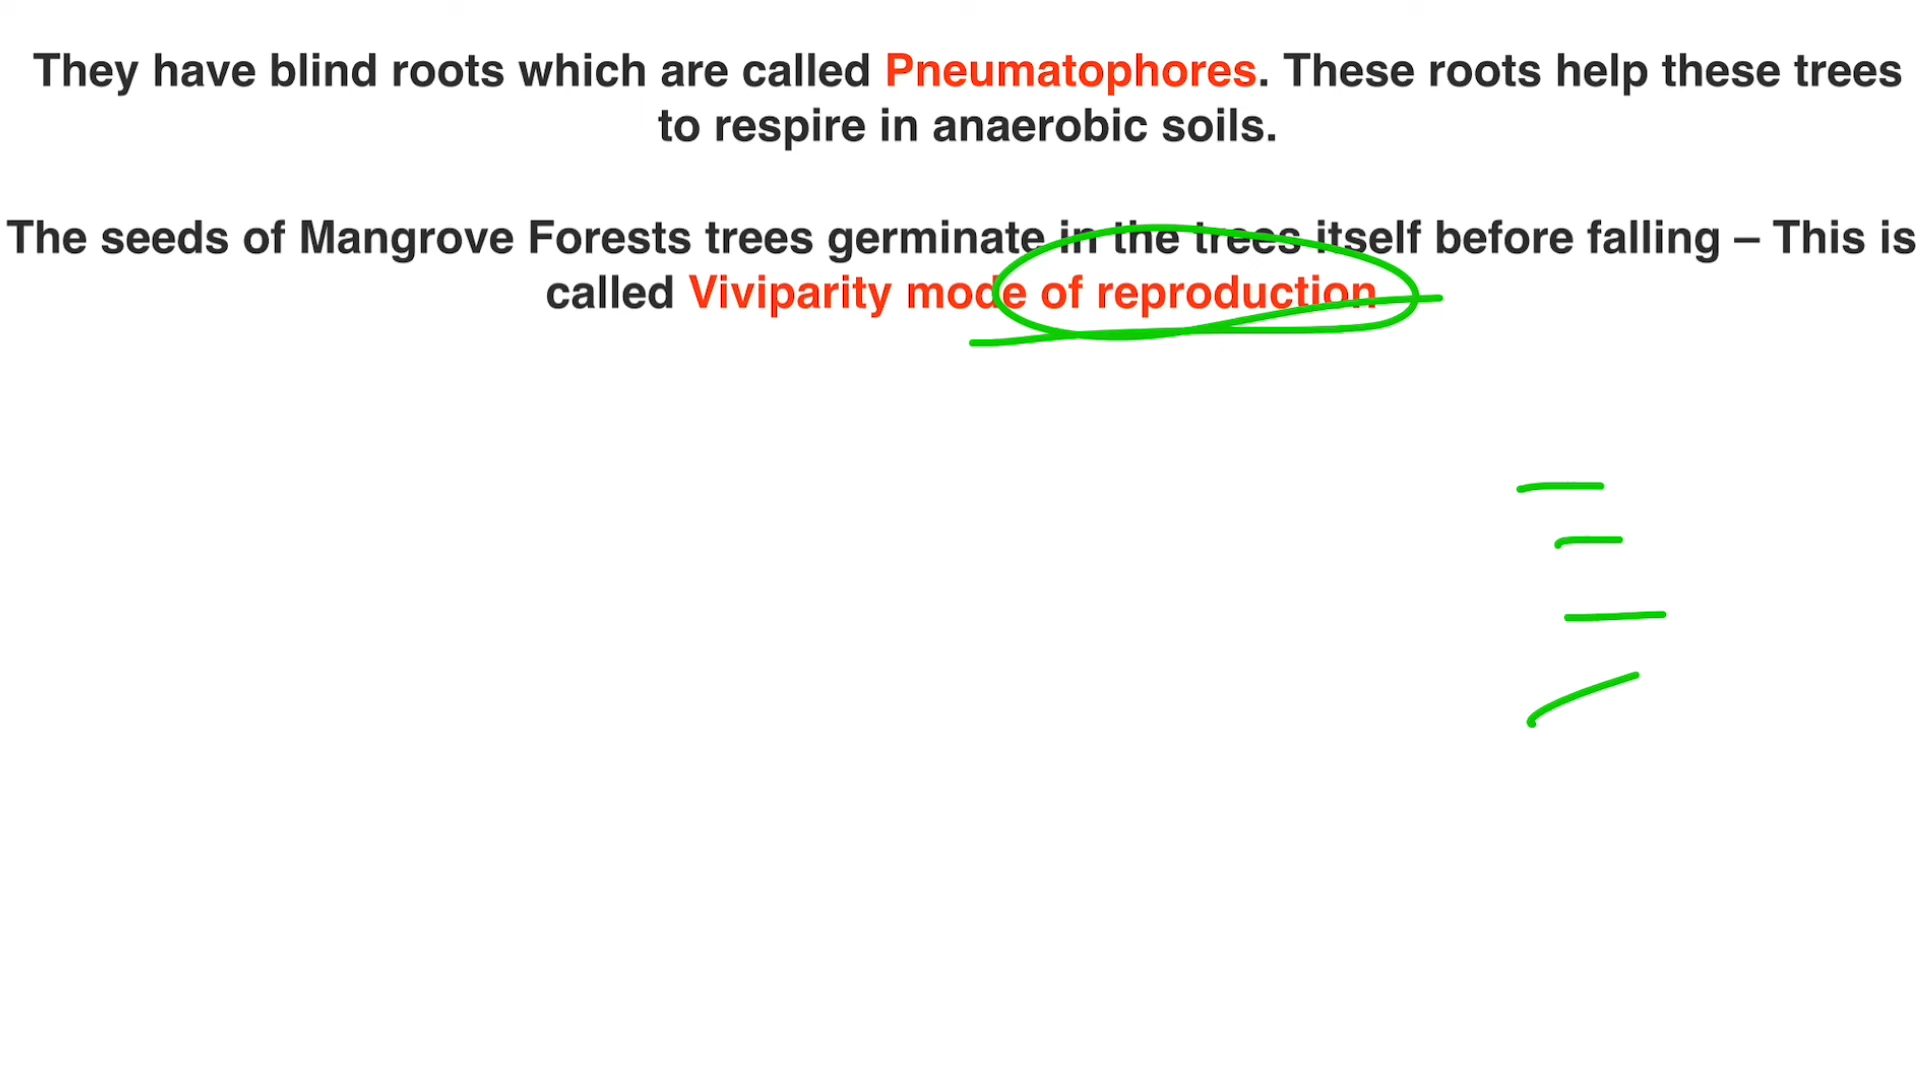 They have blind roots which are called Pneumatophores. These roots help these trees
to respire in anaerobic soils.
The seeds of Mangrove Forests trees germinate in the trees itself before falling – This is
called Viviparity mode of reproduction